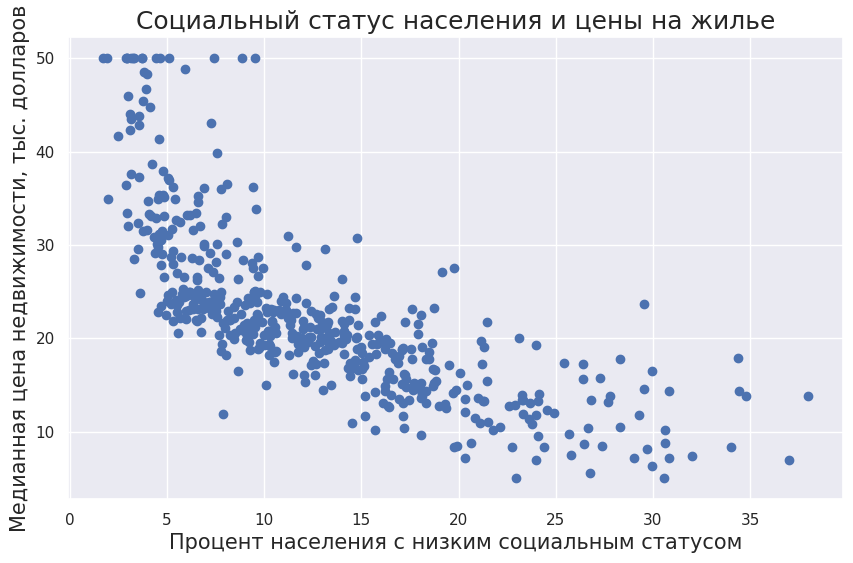 Социальный статус населения и цены на жилье
Медианная цена недвижимости, тыс. долларов
50
40
30
20
10
0 5 10 15 20 25 30 35
Процент населения с низким социальным статусом